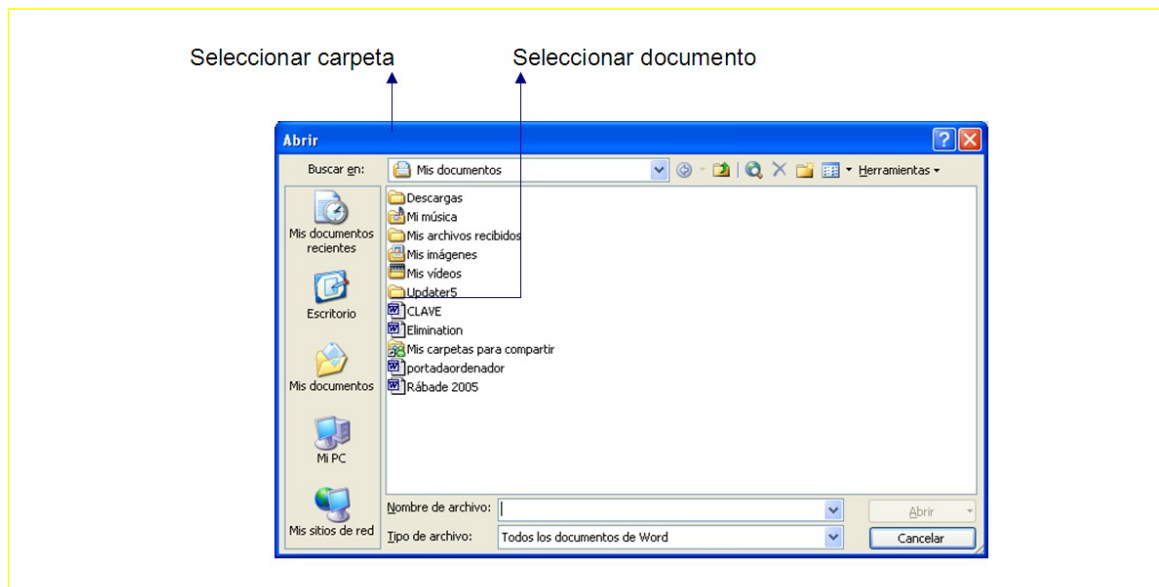 Seleccionar carpeta Seleccionar documento
Abrir
Buscar en: Mis documentos Herramientas
Descargas
Mi música
Mis archivos recibidos
Mis imágenes
Mis vídeos
Updater5
CLAVE
Elimination
Mis carpetas para compartir
portadaordenador
Rábade 2005
Mis documentos
recientes
Escritorio
Mis documentos
Mi PC
Mis sitios de red
Nombre de archivo: Abrir
Tipo de archivo: Todos los documentos de Word Cancelar